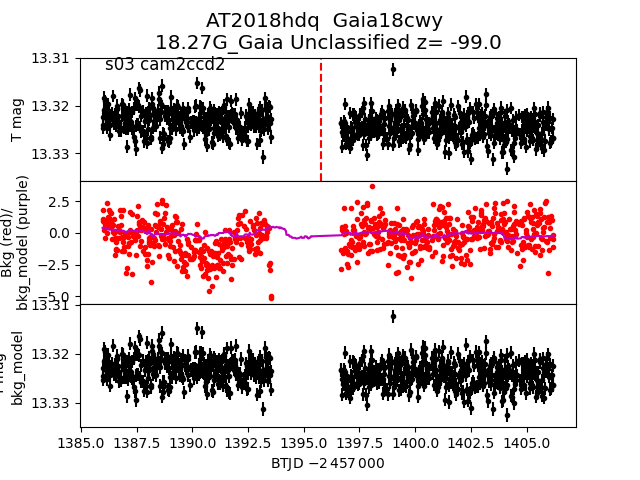 AT2018hdq Gaia18cwy
18.27G_Gaia Unclassified z= -99.0
s03 cam2ccd2
13.31
13.32
13.33
T mag
2.5
0.0
−2.5
−5.0
Bkg (red)/
bkg_model (purple)
13.31
13.32
13.33
mag
bkg_model
1385.0 1387.5 1390.0 1392.5 1395.0 1397.5 1400.0 1402.5 1405.0
BTJD −2 457 000